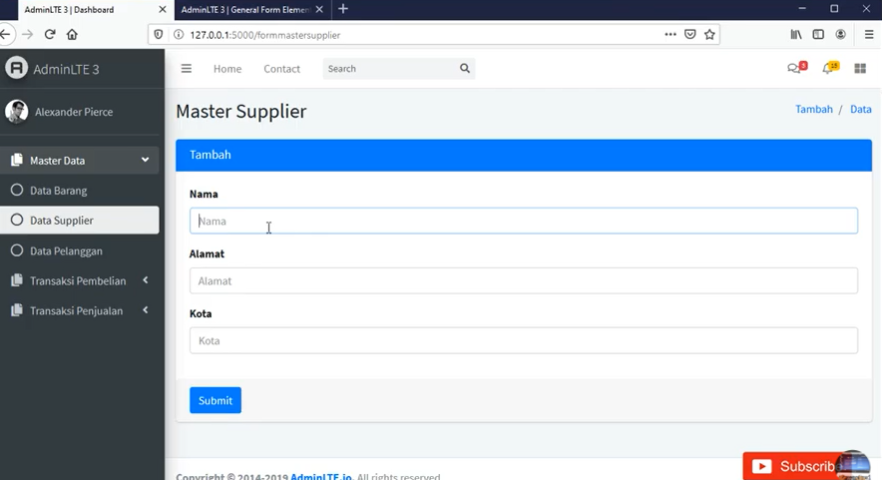 AdminLTE 3 | Dashboard
AdminLTE 3 | General Form Elemen
127.0.0.1:5000/formmastersupplier
AdminLTE 3
Home
Contact
Search
8
18
Alexander Pierce
Master Supplier
Tambah / Data
Master Data
Data Barang
Data Supplier
Data Pelanggan
Transaksi Pembelian
Transaksi Penjualan
Tambah
Nama
Nama
Alamat
Alamat
Kota
Kota
Submit
Copyright © 2014-2019 AdminLTE.io. All rights reserved.
Subscrib